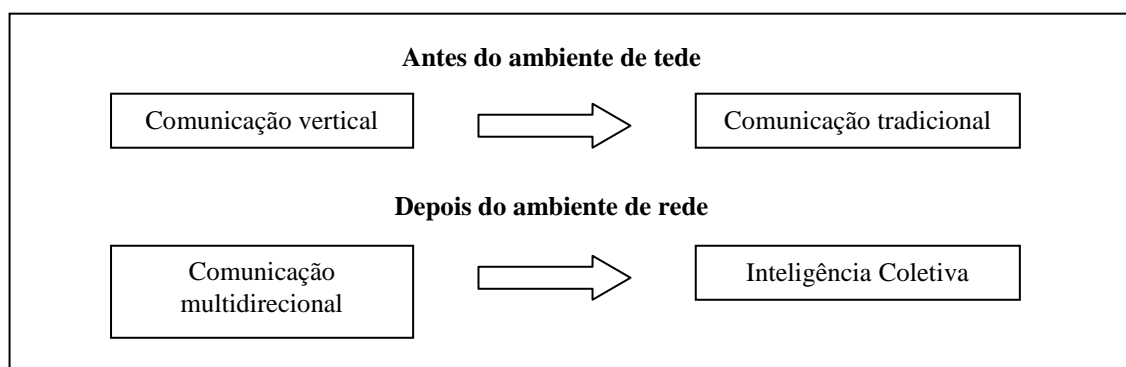 Antes do ambiente de tede
Comunicação vertical
Comunicação tradicional
Depois do ambiente de rede
Comunicação
multidirecional
Inteligência Coletiva